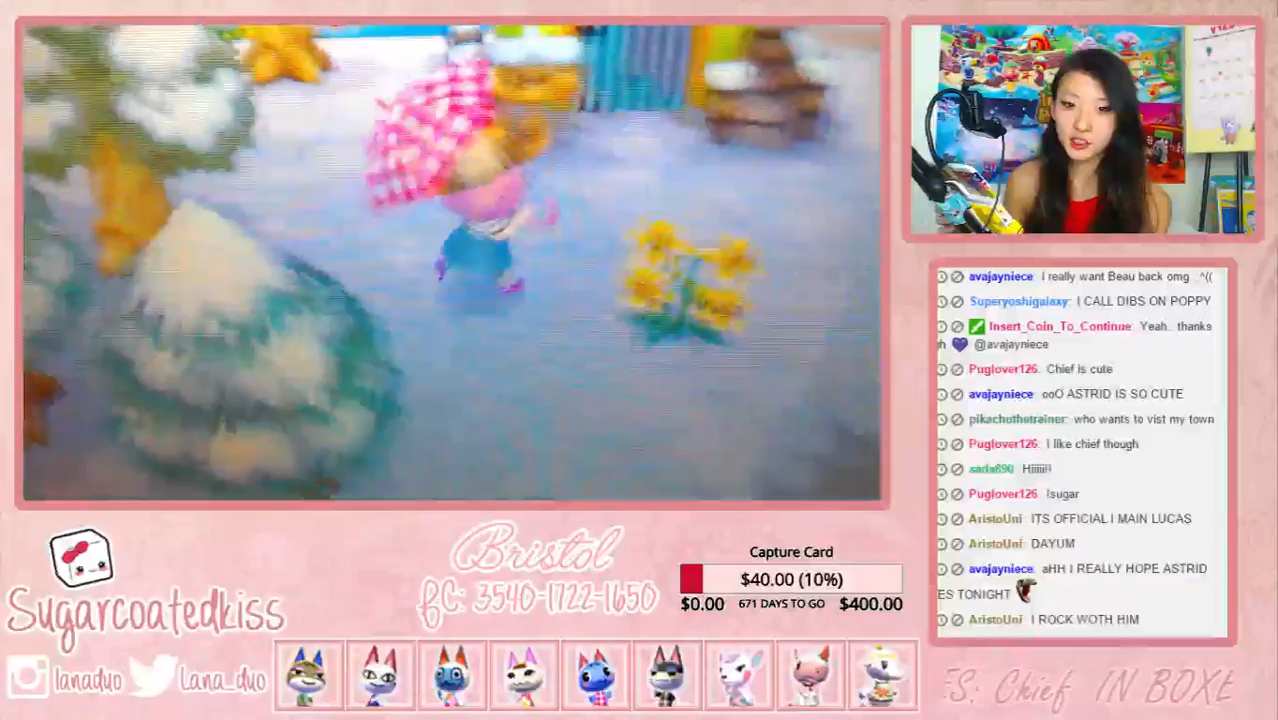 avajayniece: I really want Beau back omg .^((
Superyoshigalaxy: I CALL DIBS ON POPPY
Insert_Coin_To_Continue: Yeah.. thanks
h @avajayniece
Puglover126: Chief is cute
avajayniece: ooO ASTRID IS SO CUTE
pikachuthetrainer: who wants to vist my town
Puglover126: I like chief though
Hiiiiii!
Puglover126: !sugar
AristoUni: ITS OFFICIAL I MAIN LUCAS
AristoUni: DAYUM
avajayniece: aHH I REALLY HOPE ASTRID
ES TONIGHT
AristoUni: I ROCK WOTH HIM
Bristol
FC: 3540-1722-1650
Capture Card
$40.00 (10%)
$0.00 671 DAYS TO GO $400.00
Sugarcoatedkiss
lanaduo Lana_duo
S: Chief IN BOXE